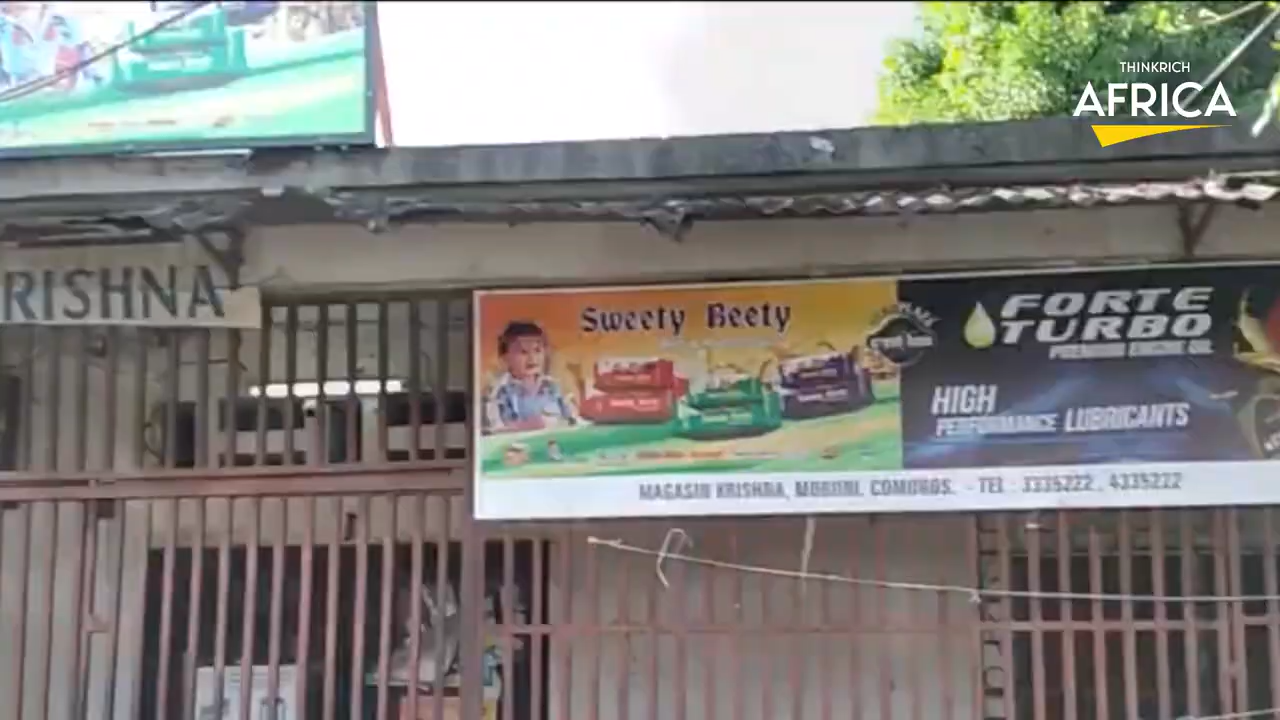 THINKRICH
AFRICA
RISHNA
Sweety Beety
FORTE
TURBO
PREMIUM ENGINE OIL
HIGH
PERFORMANCE LUBRICANTS
MAGASIN KRISHNA, MORONI, COMOROS. - TEL : 3335222, 4335222